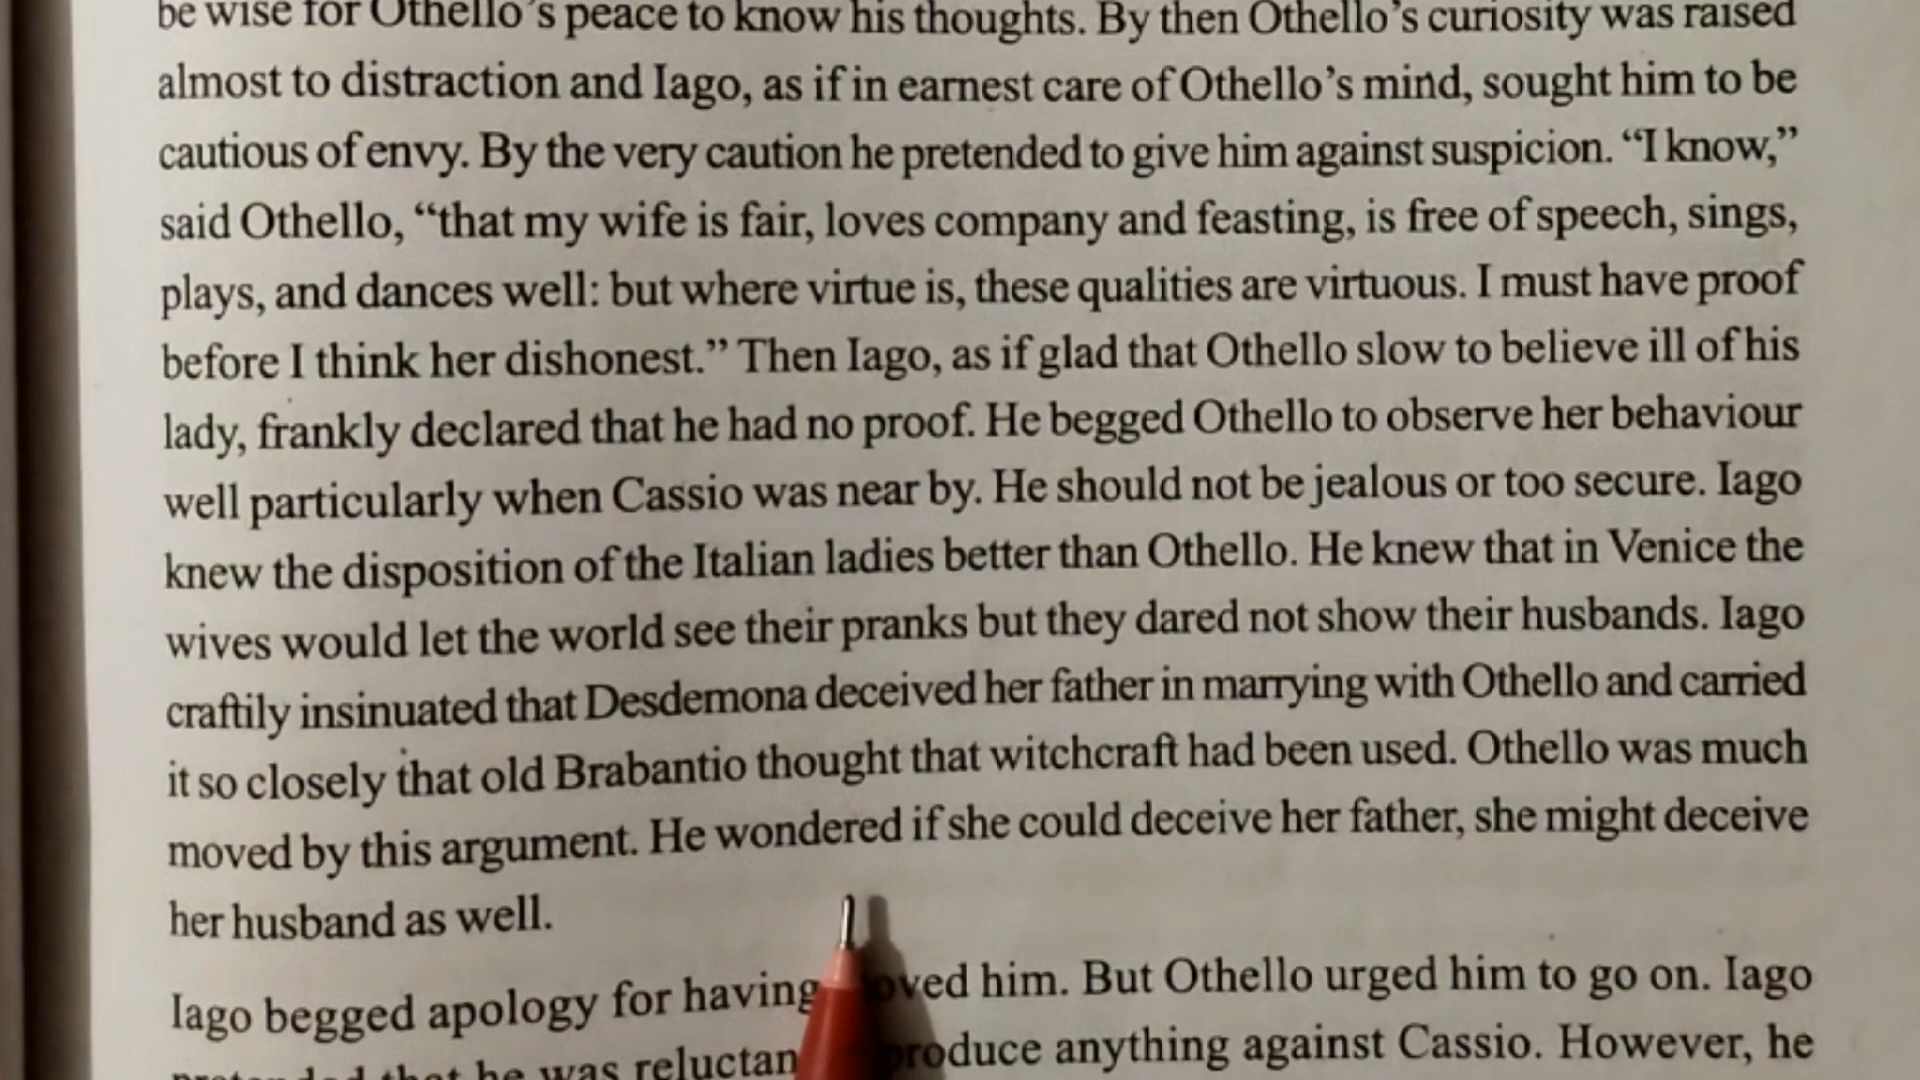 be wise for Othello's peace to know his thoughts. By then Othello's curiosity was raised
almost to distraction and Iago, as if in earnest care of Othello's mind, sought him to be
cautious of envy. By the very caution he pretended to give him against suspicion. “I know,”
said Othello, “that my wife is fair, loves company and feasting, is free of speech, sings,
plays, and dances well: but where virtue is, these qualities are virtuous. I must have proof
before I think her dishonest.” Then Iago, as if glad that Othello slow to believe ill of his
lady, frankly declared that he had no proof. He begged Othello to observe her behaviour
well particularly when Cassio was near by. He should not be jealous or too secure. Iago
knew the disposition of the Italian ladies better than Othello. He knew that in Venice the
wives would let the world see their pranks but they dared not show their husbands. Iago
craftily insinuated that Desdemona deceived her father in marrying with Othello and carried
it so closely that old Brabantio thought that witchcraft had been used. Othello was much
moved by this argument. He wondered if she could deceive her father, she might deceive
her husband as well.
Iago begged apology for having him. But Othello urged him to go on. Iago
that he was produce anything against Cassio. However, he